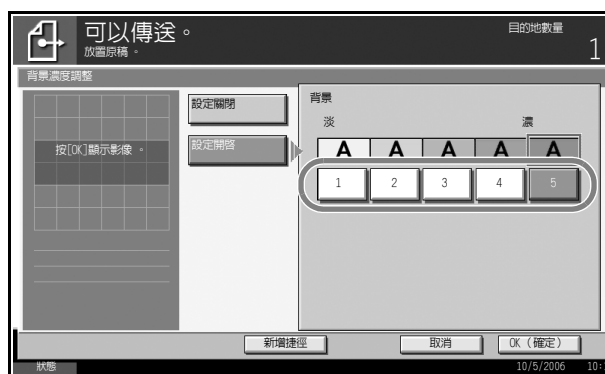 可以傳送。
放置原稿。
目的地數量
1
背景濃度調整
按[OK]顯示影像。
設定關閉
設定開啓
背景
淡 濃
A A A A A
1 2 3 4 5
新增捷徑 取消 OK(確定)
狀態 10/5/2006 10: